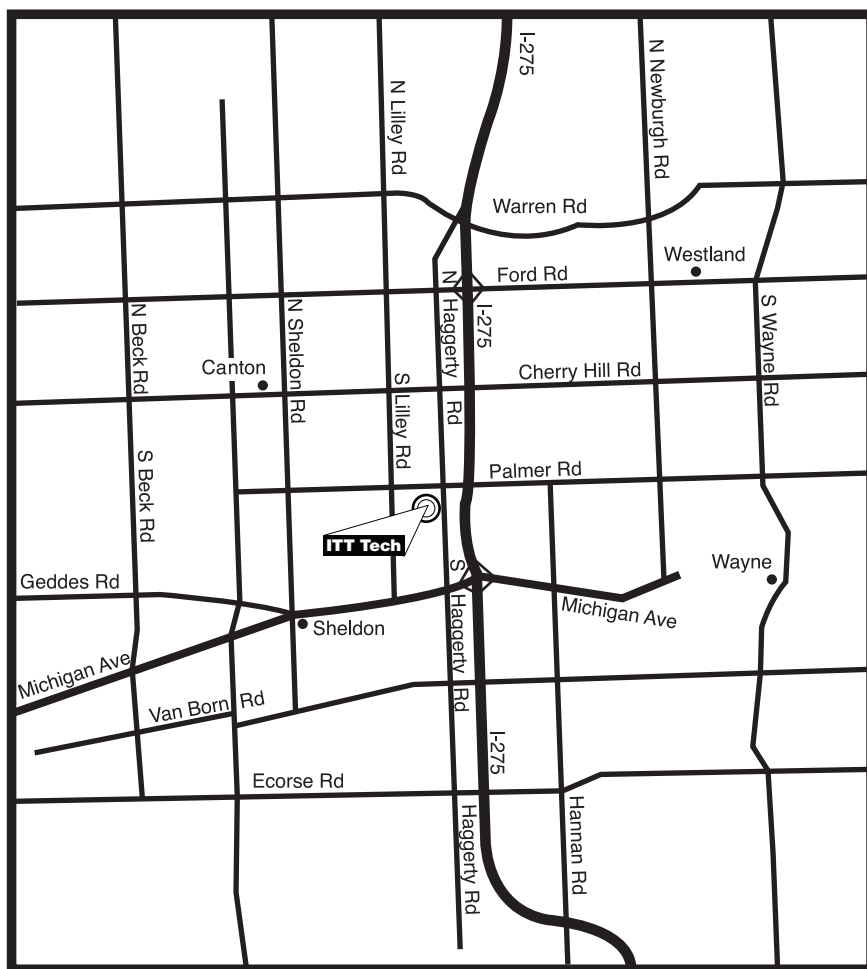 I-275
N Lilley Rd
N Newburgh Rd
Warren Rd
Westland
Ford Rd
N Haggerty Rd
I-275
N Beck Rd
N Sheldon Rd
S Wayne Rd
Canton
Cherry Hill Rd
S Lilley Rd
S Beck Rd
Palmer Rd
ITT Tech
Wayne
Geddes Rd
S Haggerty Rd
Michigan Ave
Sheldon
Michigan Ave
Van Born Rd
I-275
Ecorse Rd
Haggerty Rd
Hannan Rd